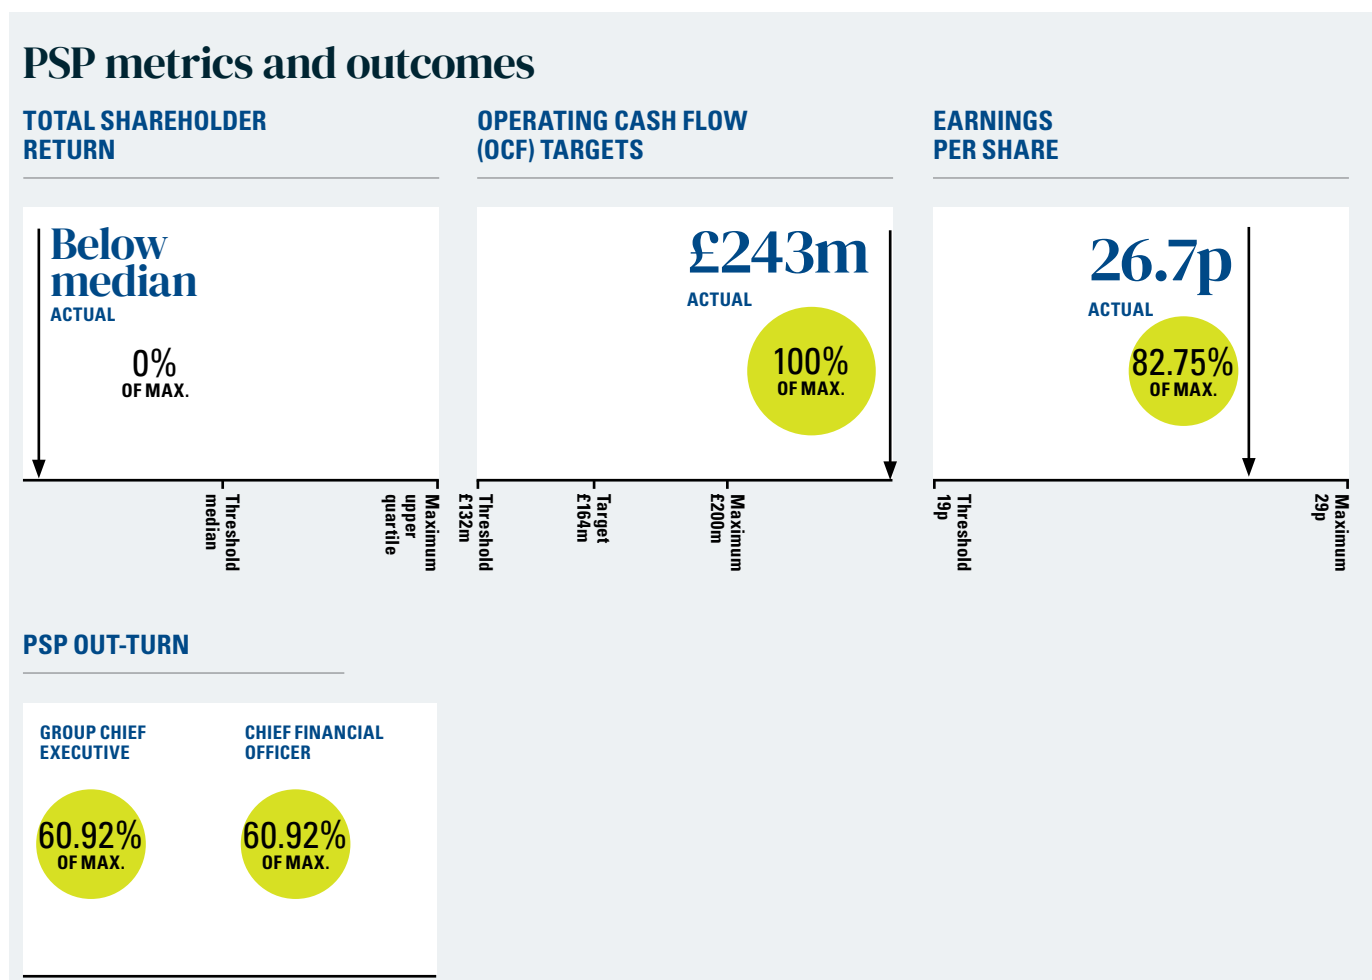 PSP metrics and outcomes
TOTAL SHAREHOLDER
RETURN
Below
median
ACTUAL
0%
OF MAX.
Threshold
median
Maximum
upper
quartile
OPERATING CASH FLOW
(OCF) TARGETS
£243m
ACTUAL
100%
OF MAX.
Threshold
£132m
Target
£164m
Maximum
£200m
EARNINGS
PER SHARE
26.7p
ACTUAL
82.75%
OF MAX.
Threshold
19p
Maximum
29p
PSP OUT-TURN
GROUP CHIEF
EXECUTIVE
60.92%
OF MAX.
CHIEF FINANCIAL
OFFICER
60.92%
OF MAX.